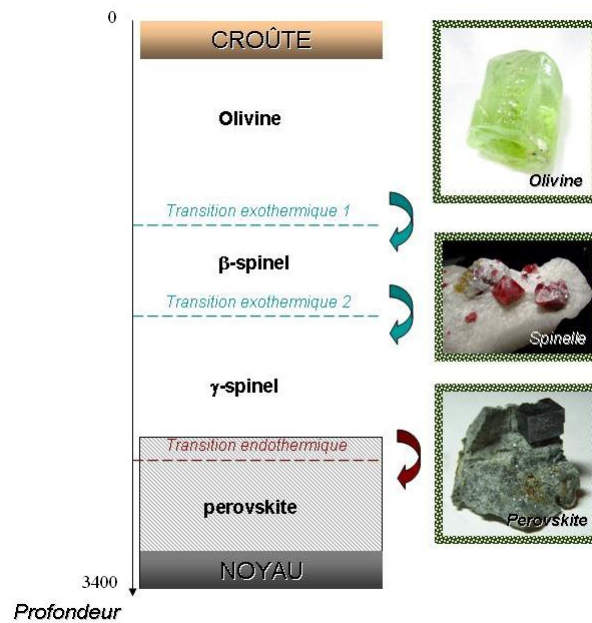 0
CROÛTE
Olivine
Olivine
Transition exothermique 1
β-spinel
Transition exothermique 2
Spinelle
γ-spinel
Transition endothermique
perovskite
Perovskite
NOYAU
3400
Profondeur